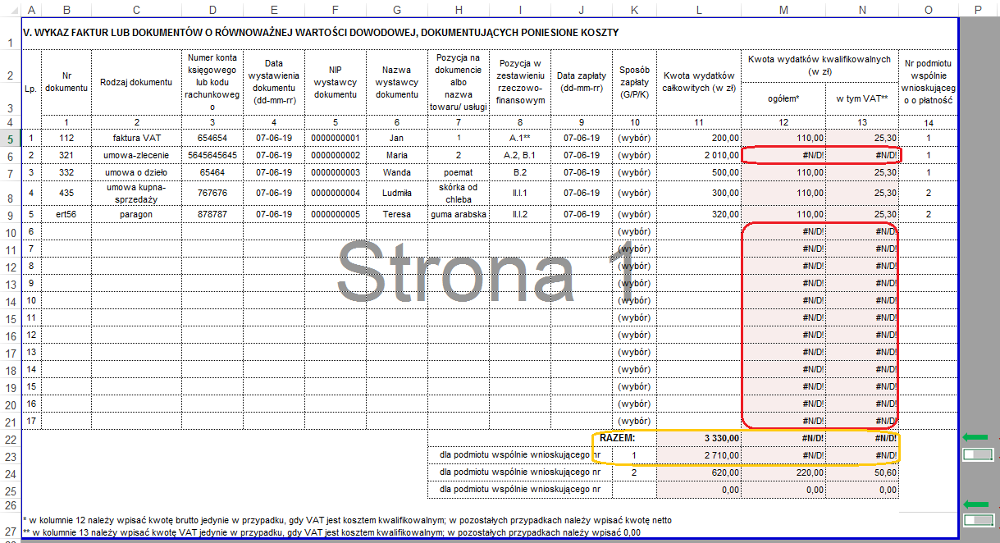 A B C D E F G H I J K L M N O P
1 V. WYKAZ FAKTUR LUB DOKUMENTÓW O RÓWNOWAŻNEJ WARTOŚCI DOWODOWEJ, DOKUMENTUJĄCYCH PONIESIONE KOSZTY
2
3
Lp.
Nr
dokumentu
Rodzaj dokumentu
Numer konta
księgowego
lub kodu
rachunkoweg
o
Data
wystawienia
dokumentu
(dd-mm-rr)
NIP
wystawcy
dokumentu
Nazwa
wystawcy
dokumentu
Pozycja na
dokumencie
albo
nazwa
towaru/ usługi
Pozycja w
zestawieniu
rzeczowo-
finansowym
Data zapłaty
(dd-mm-rr)
Sposób
zapłaty
(G/P/K)
Kwota wydatków
całkowitych (w zł)
Kwota wydatków kwalifikowalnych
(w zł)
ogółem*
w tym VAT**
Nr podmiotu
wspólnie
wnioskująceg
o o płatność
4 1 2 3 4 5 6 7 8 9 10 11 12 13 14
5 1 112 faktura VAT 654654 07-06-19 0000000001 Jan 1 A.1** 07-06-19 (wybór) 200,00 110,00 25,30 1
6 2 321 umowa-zlecenie 5645645645 07-06-19 0000000002 Maria 2 A.2, B.1 07-06-19 (wybór) 2 010,00 #N/D! #N/D! 1
7 3 332 umowa o dzieło 65464 07-06-19 0000000003 Wanda poemat B.2 07-06-19 (wybór) 500,00 110,00 25,30 1
8 4 435 umowa kupna-
sprzedaży 767676 07-06-19 0000000004 Ludmiła skórka od
chleba II.I.1 07-06-19 (wybór) 300,00 110,00 25,30 2
9 5 ert56 paragon 878787 07-06-19 0000000005 Teresa guma arabska II.I.2 07-06-19 (wybór) 320,00 110,00 25,30 2
10 6 (wybór) #N/D! #N/D!
11 7 (wybór) #N/D! #N/D!
12 8 (wybór) #N/D! #N/D!
13 9 (wybór) #N/D! #N/D!
Strona 1
14 10 (wybór) #N/D! #N/D!
15 11 (wybór) #N/D! #N/D!
16 12 (wybór) #N/D! #N/D!
17 13 (wybór) #N/D! #N/D!
18 14 (wybór) #N/D! #N/D!
19 15 (wybór) #N/D! #N/D!
20 16 (wybór) #N/D! #N/D!
21 17 (wybór) #N/D! #N/D!
22 RAZEM: 3 330,00 #N/D! #N/D!
23 dla podmiotu wspólnie wnioskującego nr 1 2 710,00 #N/D! #N/D!
24 dla podmiotu wspólnie wnioskującego nr 2 620,00 220,00 50,60
25 dla podmiotu wspólnie wnioskującego nr 0,00 0,00 0,00
26
* w kolumnie 12 należy wpisać kwotę brutto jedynie w przypadku, gdy VAT jest kosztem kwalifikowalnym; w pozostałych przypadkach należy wpisać kwotę netto
27 ** w kolumnie 13 należy wpisać kwotę VAT jedynie w przypadku, gdy VAT jest kosztem kwalifikowalnym; w pozostałych przypadkach należy wpisać 0,00